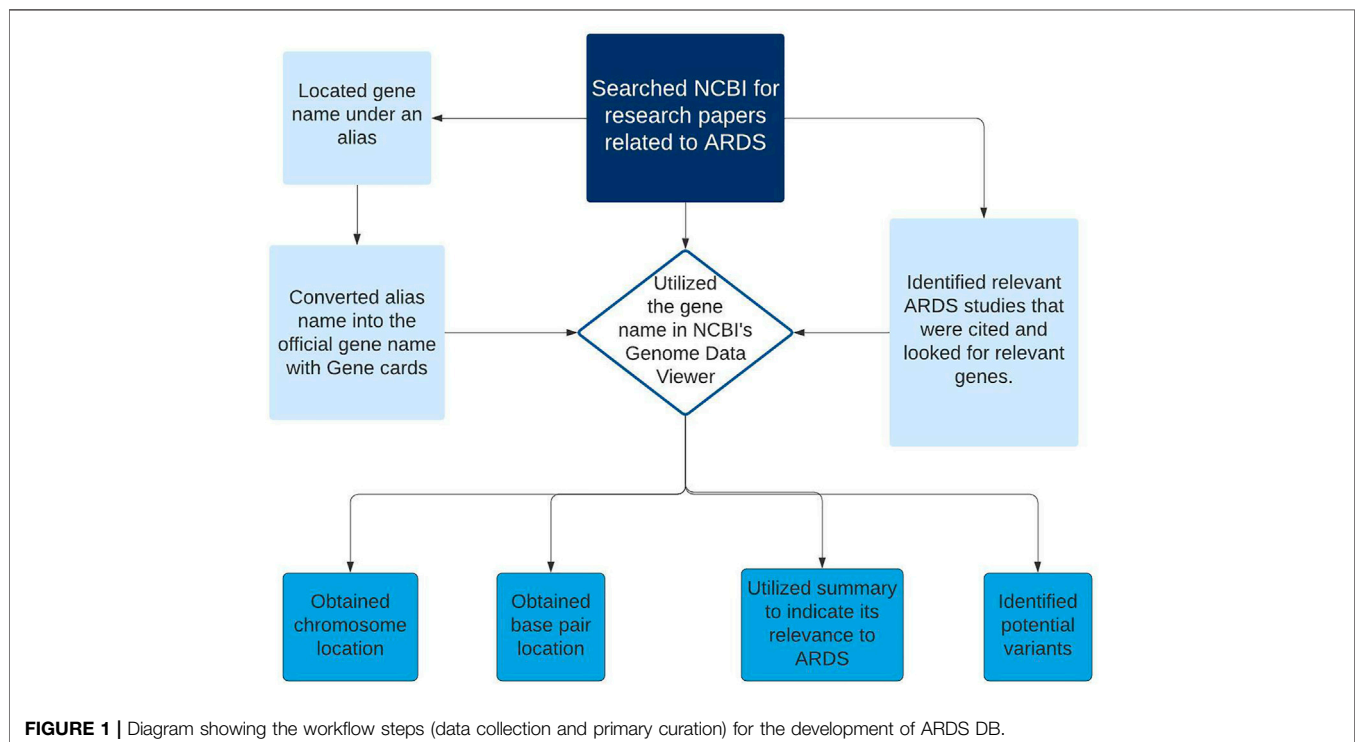 Searched NCBI for
research papers
related to ARDS
Located gene
name under an
alias
Converted alias
name into the
official gene name
with Gene cards
Utilized
the gene
name in NCBI's
Genome Data
Viewer
Identified relevant
ARDS studies that
were cited and
looked for relevant
genes.
Obtained
chromosome
location
Obtained
base pair
location
Utilized summary
to indicate its
relevance to
ARDS
Identified
potential
variants
FIGURE 1 | Diagram showing the workflow steps (data collection and primary curation) for the development of ARDS DB.